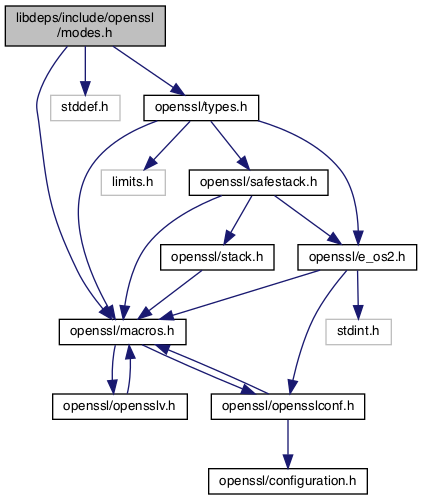 libdeps/include/openssl
/modes.h
stddef.h
openssl/types.h
limits.h
openssl/safestack.h
openssl/stack.h
openssl/e_os2.h
openssl/macros.h
stdint.h
openssl/opensslv.h
openssl/opensslconf.h
openssl/configuration.h